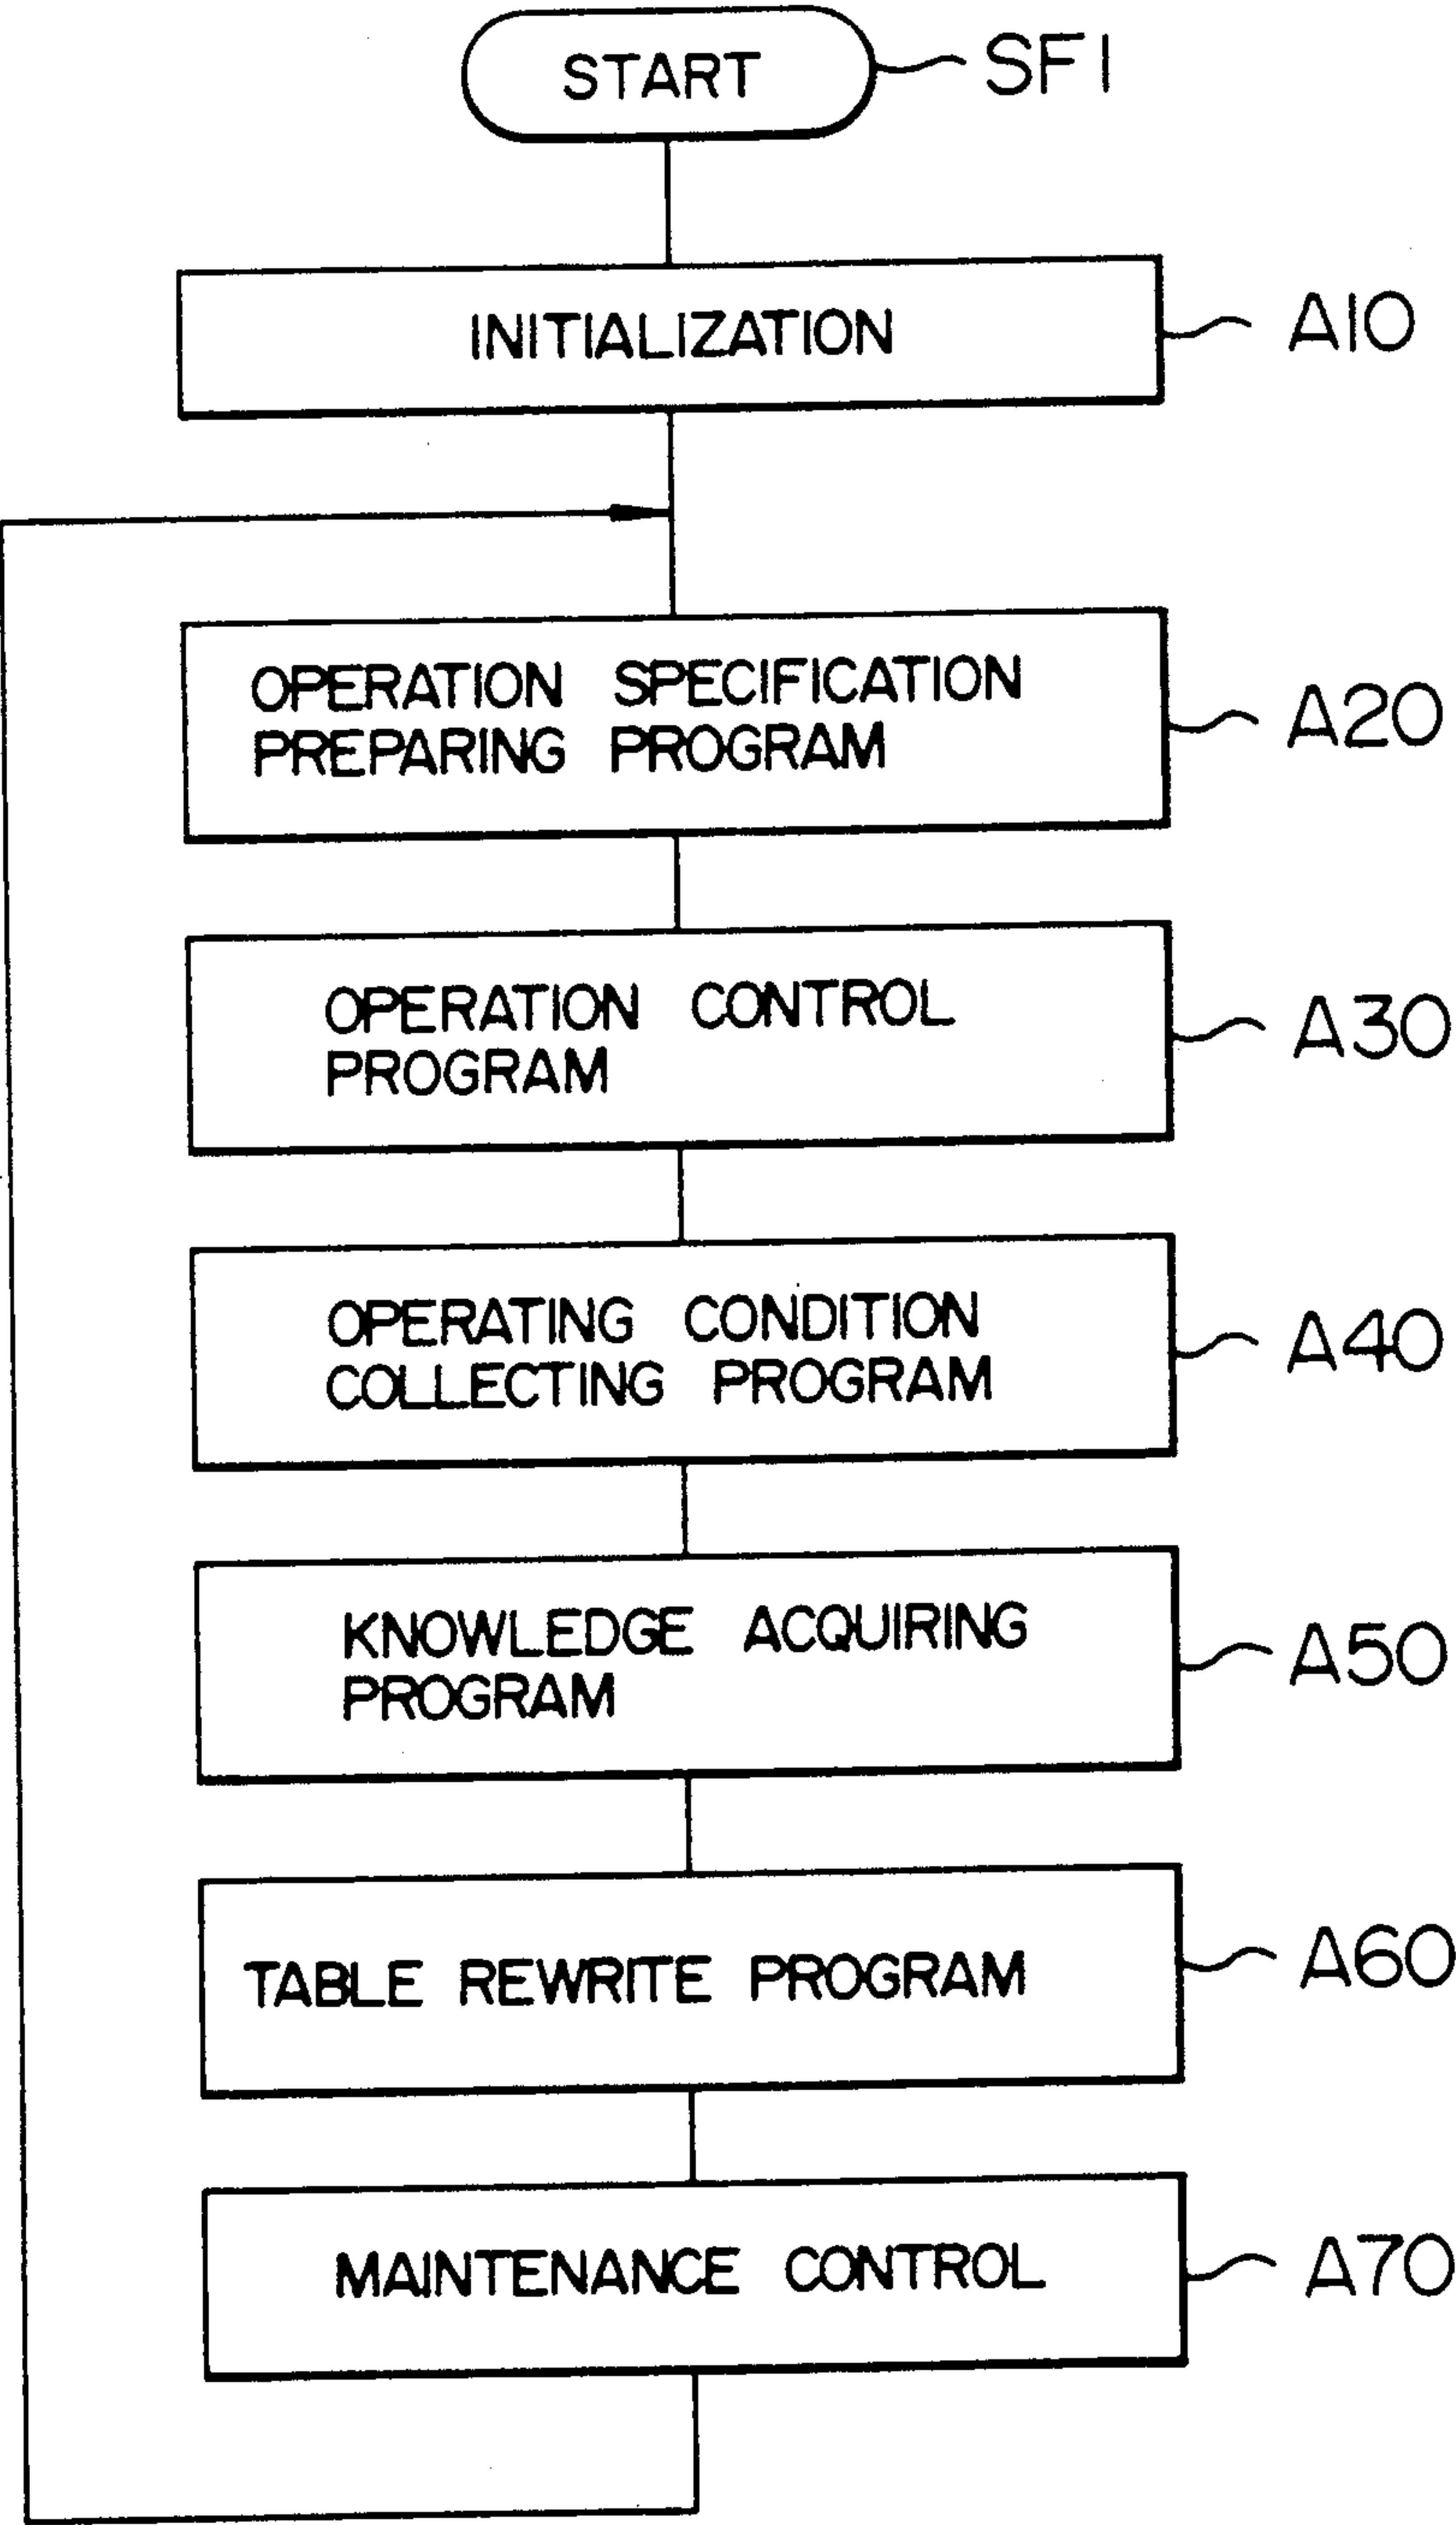 START SF1
INITIALIZATION A10
OPERATION SPECIFICATION
PREPARING PROGRAM
A20
OPERATION CONTROL
PROGRAM
A30
OPERATING CONDITION
COLLECTING PROGRAM
A40
KNOWLEDGE ACQUIRING
PROGRAM
A50
TABLE REWRITE PROGRAM A60
MAINTENANCE CONTROL A70